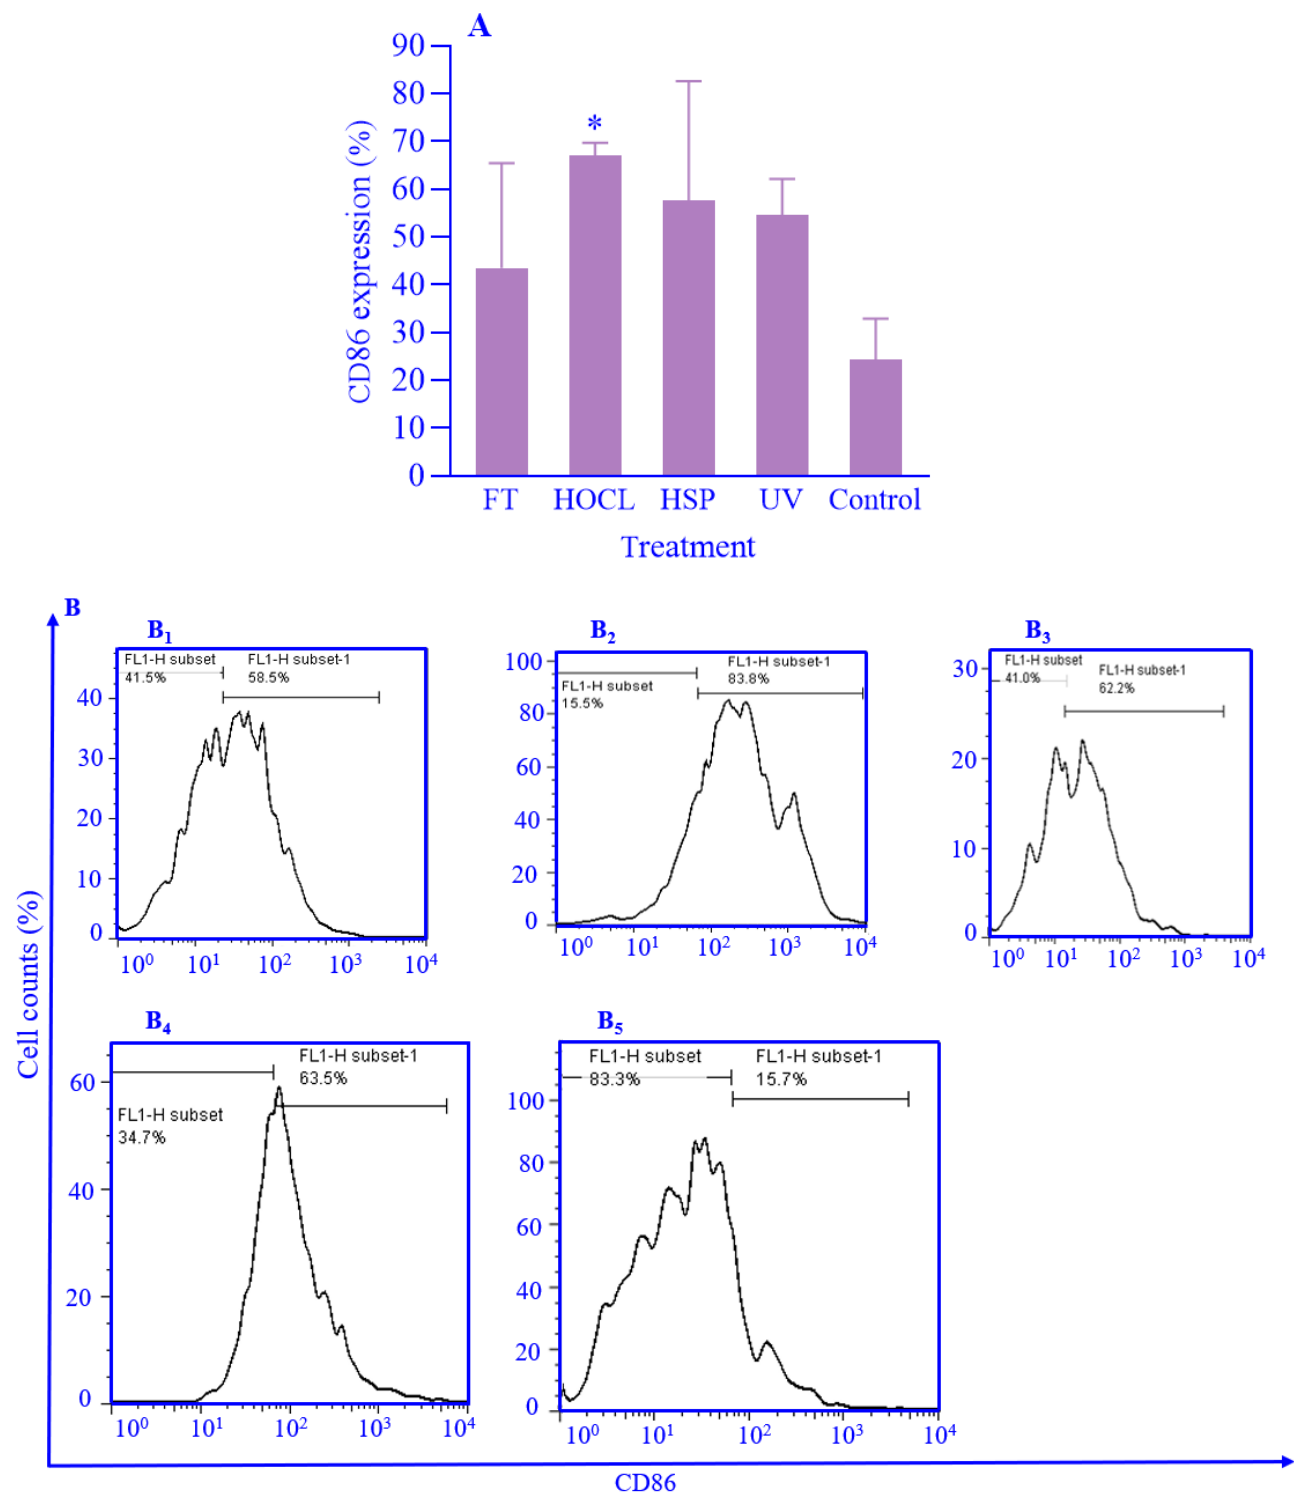 A
90
80
70
60
50
40
30
20
10
0
CD86 expression (%)
*
FT HOCL HSP UV Control
Treatment
B
Cell counts (%)
B1
FL1-H subset
41.5%
FL1-H subset-1
58.5%
40
30
20
10
0
10⁰ 10¹ 10² 10³ 10⁴
B2
FL1-H subset-1
83.8%
FL1-H subset
15.5%
100
80
60
40
20
0
10⁰ 10¹ 10² 10³ 10⁴
B3
FL1-H subset
41.0%
FL1-H subset-1
62.2%
30
20
10
0
10⁰ 10¹ 10² 10³ 10⁴
B4
FL1-H subset-1
63.5%
FL1-H subset
34.7%
60
40
20
0
10⁰ 10¹ 10² 10³ 10⁴
B5
FL1-H subset
83.3%
FL1-H subset-1
15.7%
100
80
60
40
20
0
10⁰ 10¹ 10² 10³ 10⁴
CD86